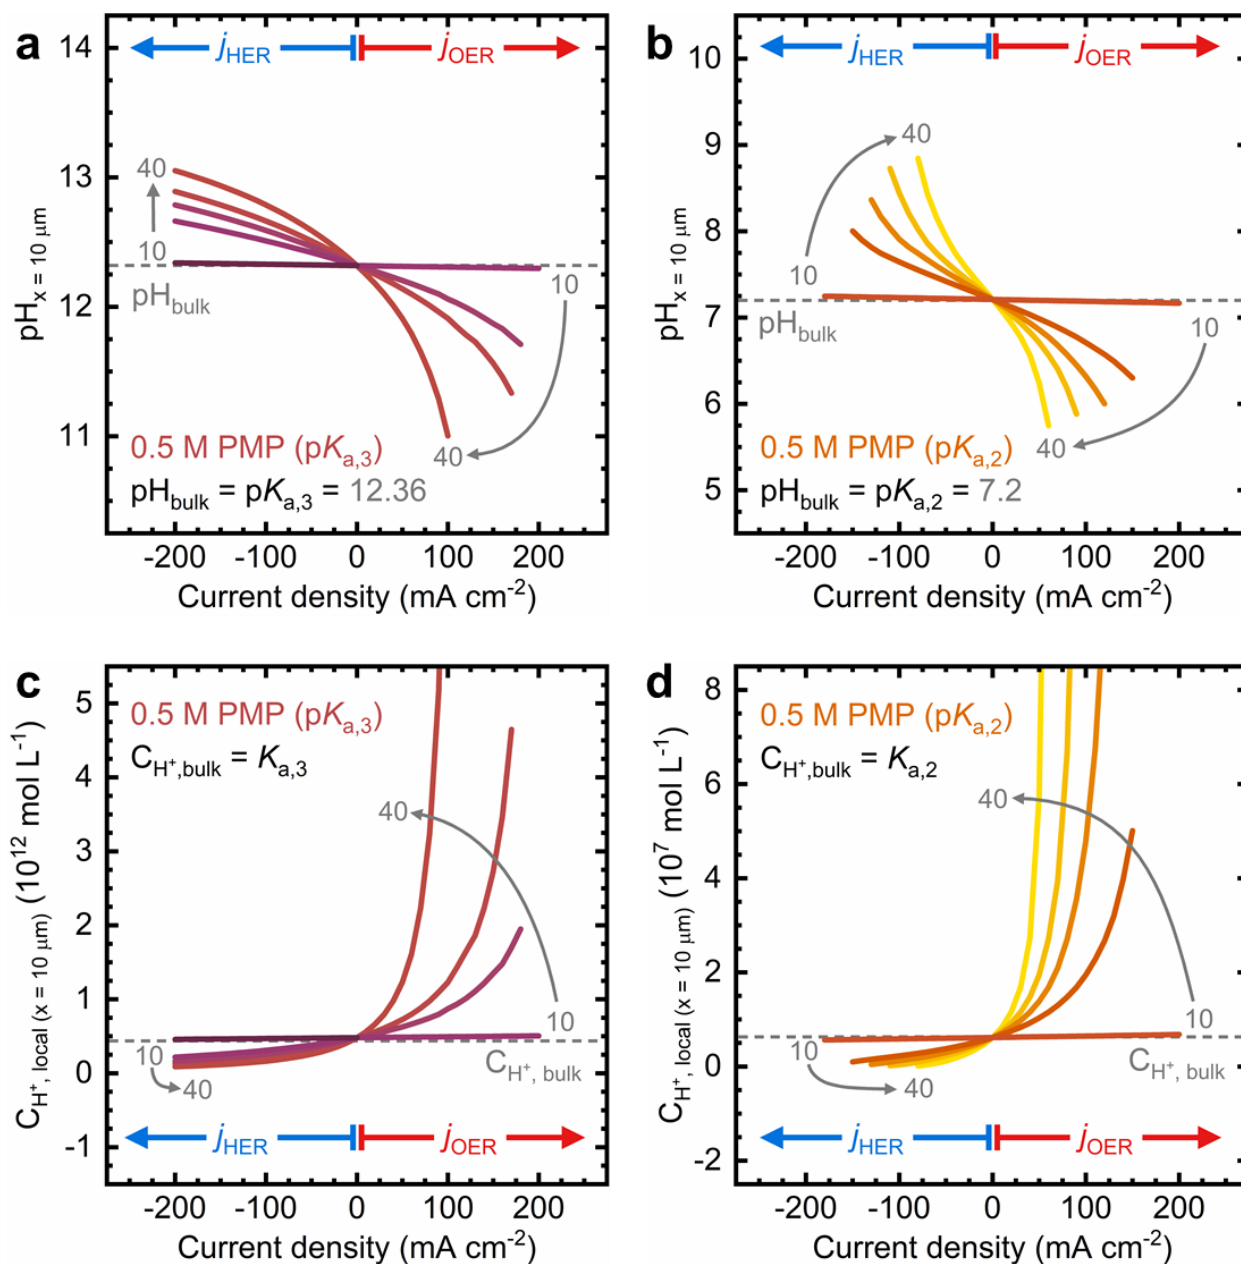 a
j_HER
j_OER
14
13
12
11
pH_x = 10 μm
40
10
pH_bulk
10
40
0.5 M PMP (pK_a,3)
pH_bulk = pK_a,3 = 12.36
-200 -100 0 100 200
Current density (mA cm⁻²)
b
j_HER
j_OER
10
9
8
7
6
5
pH_x = 10 μm
40
10
pH_bulk
10
40
0.5 M PMP (pK_a,2)
pH_bulk = pK_a,2 = 7.2
-200 -100 0 100 200
Current density (mA cm⁻²)
c
5
4
3
2
1
0
-1
C_H⁺, local (x = 10 μm) (10¹² mol L⁻¹)
0.5 M PMP (pK_a,3)
C_H⁺,bulk = K_a,3
40
10
C_H⁺, bulk
10
40
j_HER
j_OER
-200 -100 0 100 200
Current density (mA cm⁻²)
d
8
6
4
2
0
-2
C_H⁺, local (x = 10 μm) (10⁷ mol L⁻¹)
0.5 M PMP (pK_a,2)
C_H⁺,bulk = K_a,2
40
10
10
C_H⁺, bulk
40
j_HER
j_OER
-200 -100 0 100 200
Current density (mA cm⁻²)